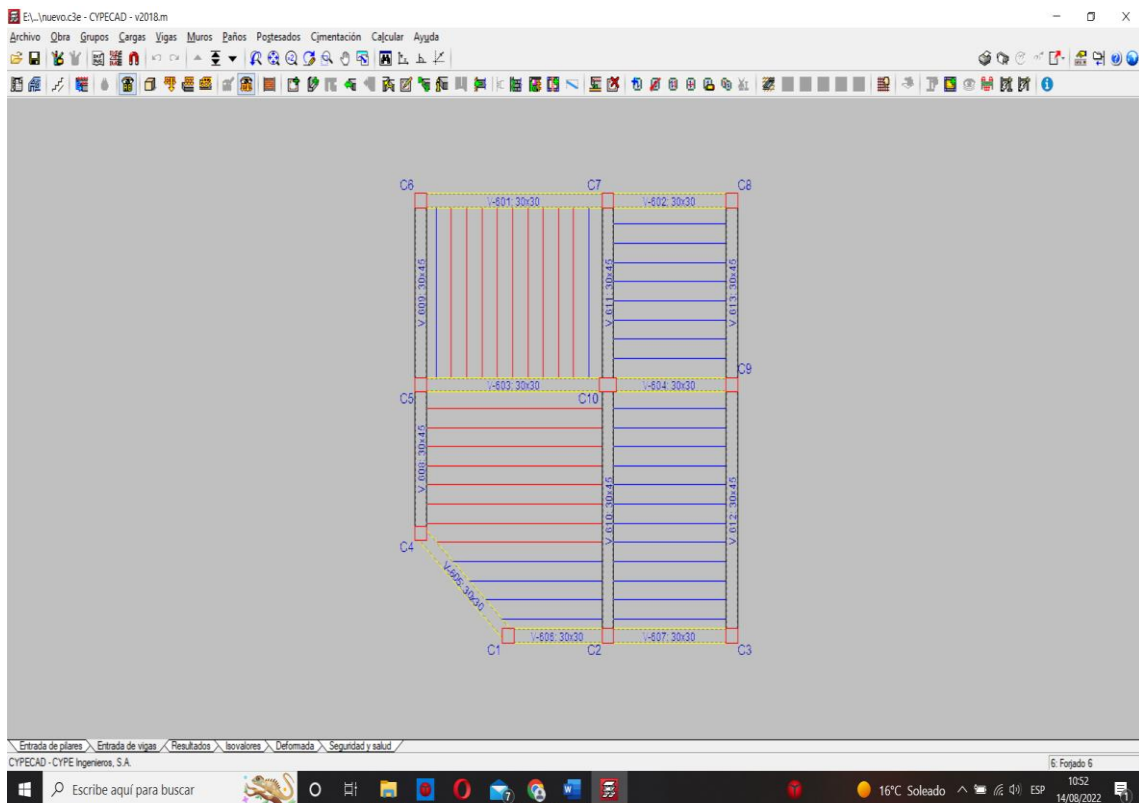 E:\...\nuevo.c3e - CYPECAD - v2018.m
Archivo Obra Grupos Cargas Vigas Muros Paños Postesados Cimentación Calcular Ayuda
C6 C7 C8
V-601: 30x30 V-602: 30x30
V-609: 30x45 V-611: 30x45 V-613: 30x45
C9
V-603: 30x30 V-604: 30x30
C5 C10
V-608: 30x45 V-610: 30x45 V-612: 30x45
C4
V-605: 30x30
V-606: 30x30 V-607: 30x30
C1 C2 C3
Entrada de pilares Entrada de vigas Resultados Isovalores Deformada Seguridad y salud
CYPECAD - CYPE Ingenieros, S.A. 6: Forjado 6
Escribe aquí para buscar 16°C Soleado ESP 10:52
14/08/2022